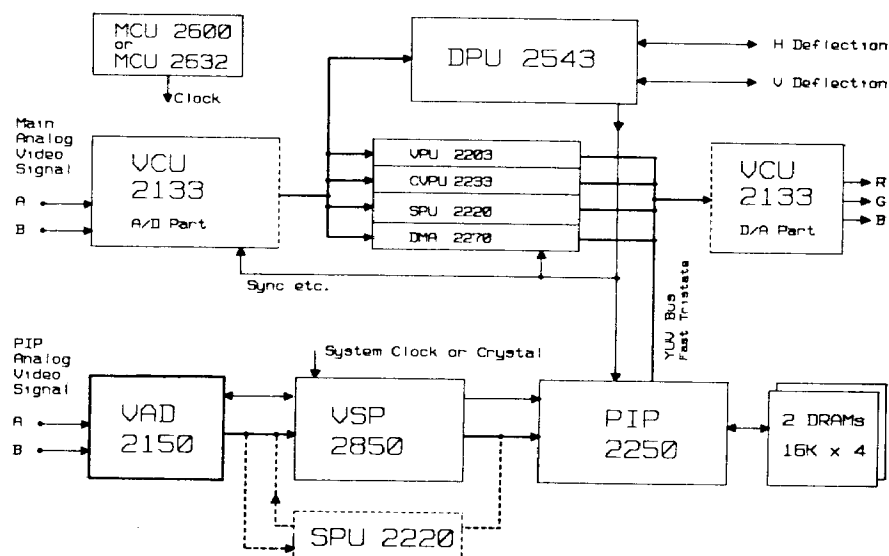 MCU 2600
or
MCU 2632
Clock
DPU 2543
H Deflection
V Deflection
Main
Analog
Video
Signal
A
B
VCU
2133
A/D Part
VPU 2203
CVPU 2233
SPU 2220
DMA 2270
VCU
2133
D/A Part
R
G
B
Sync etc.
YUV Bus
Fast Tristate
PIP
Analog
Video
Signal
A
B
System Clock or Crystal
VAD
2150
VSP
2850
PIP
2250
2 DRAMs
16K x 4
SPU 2220